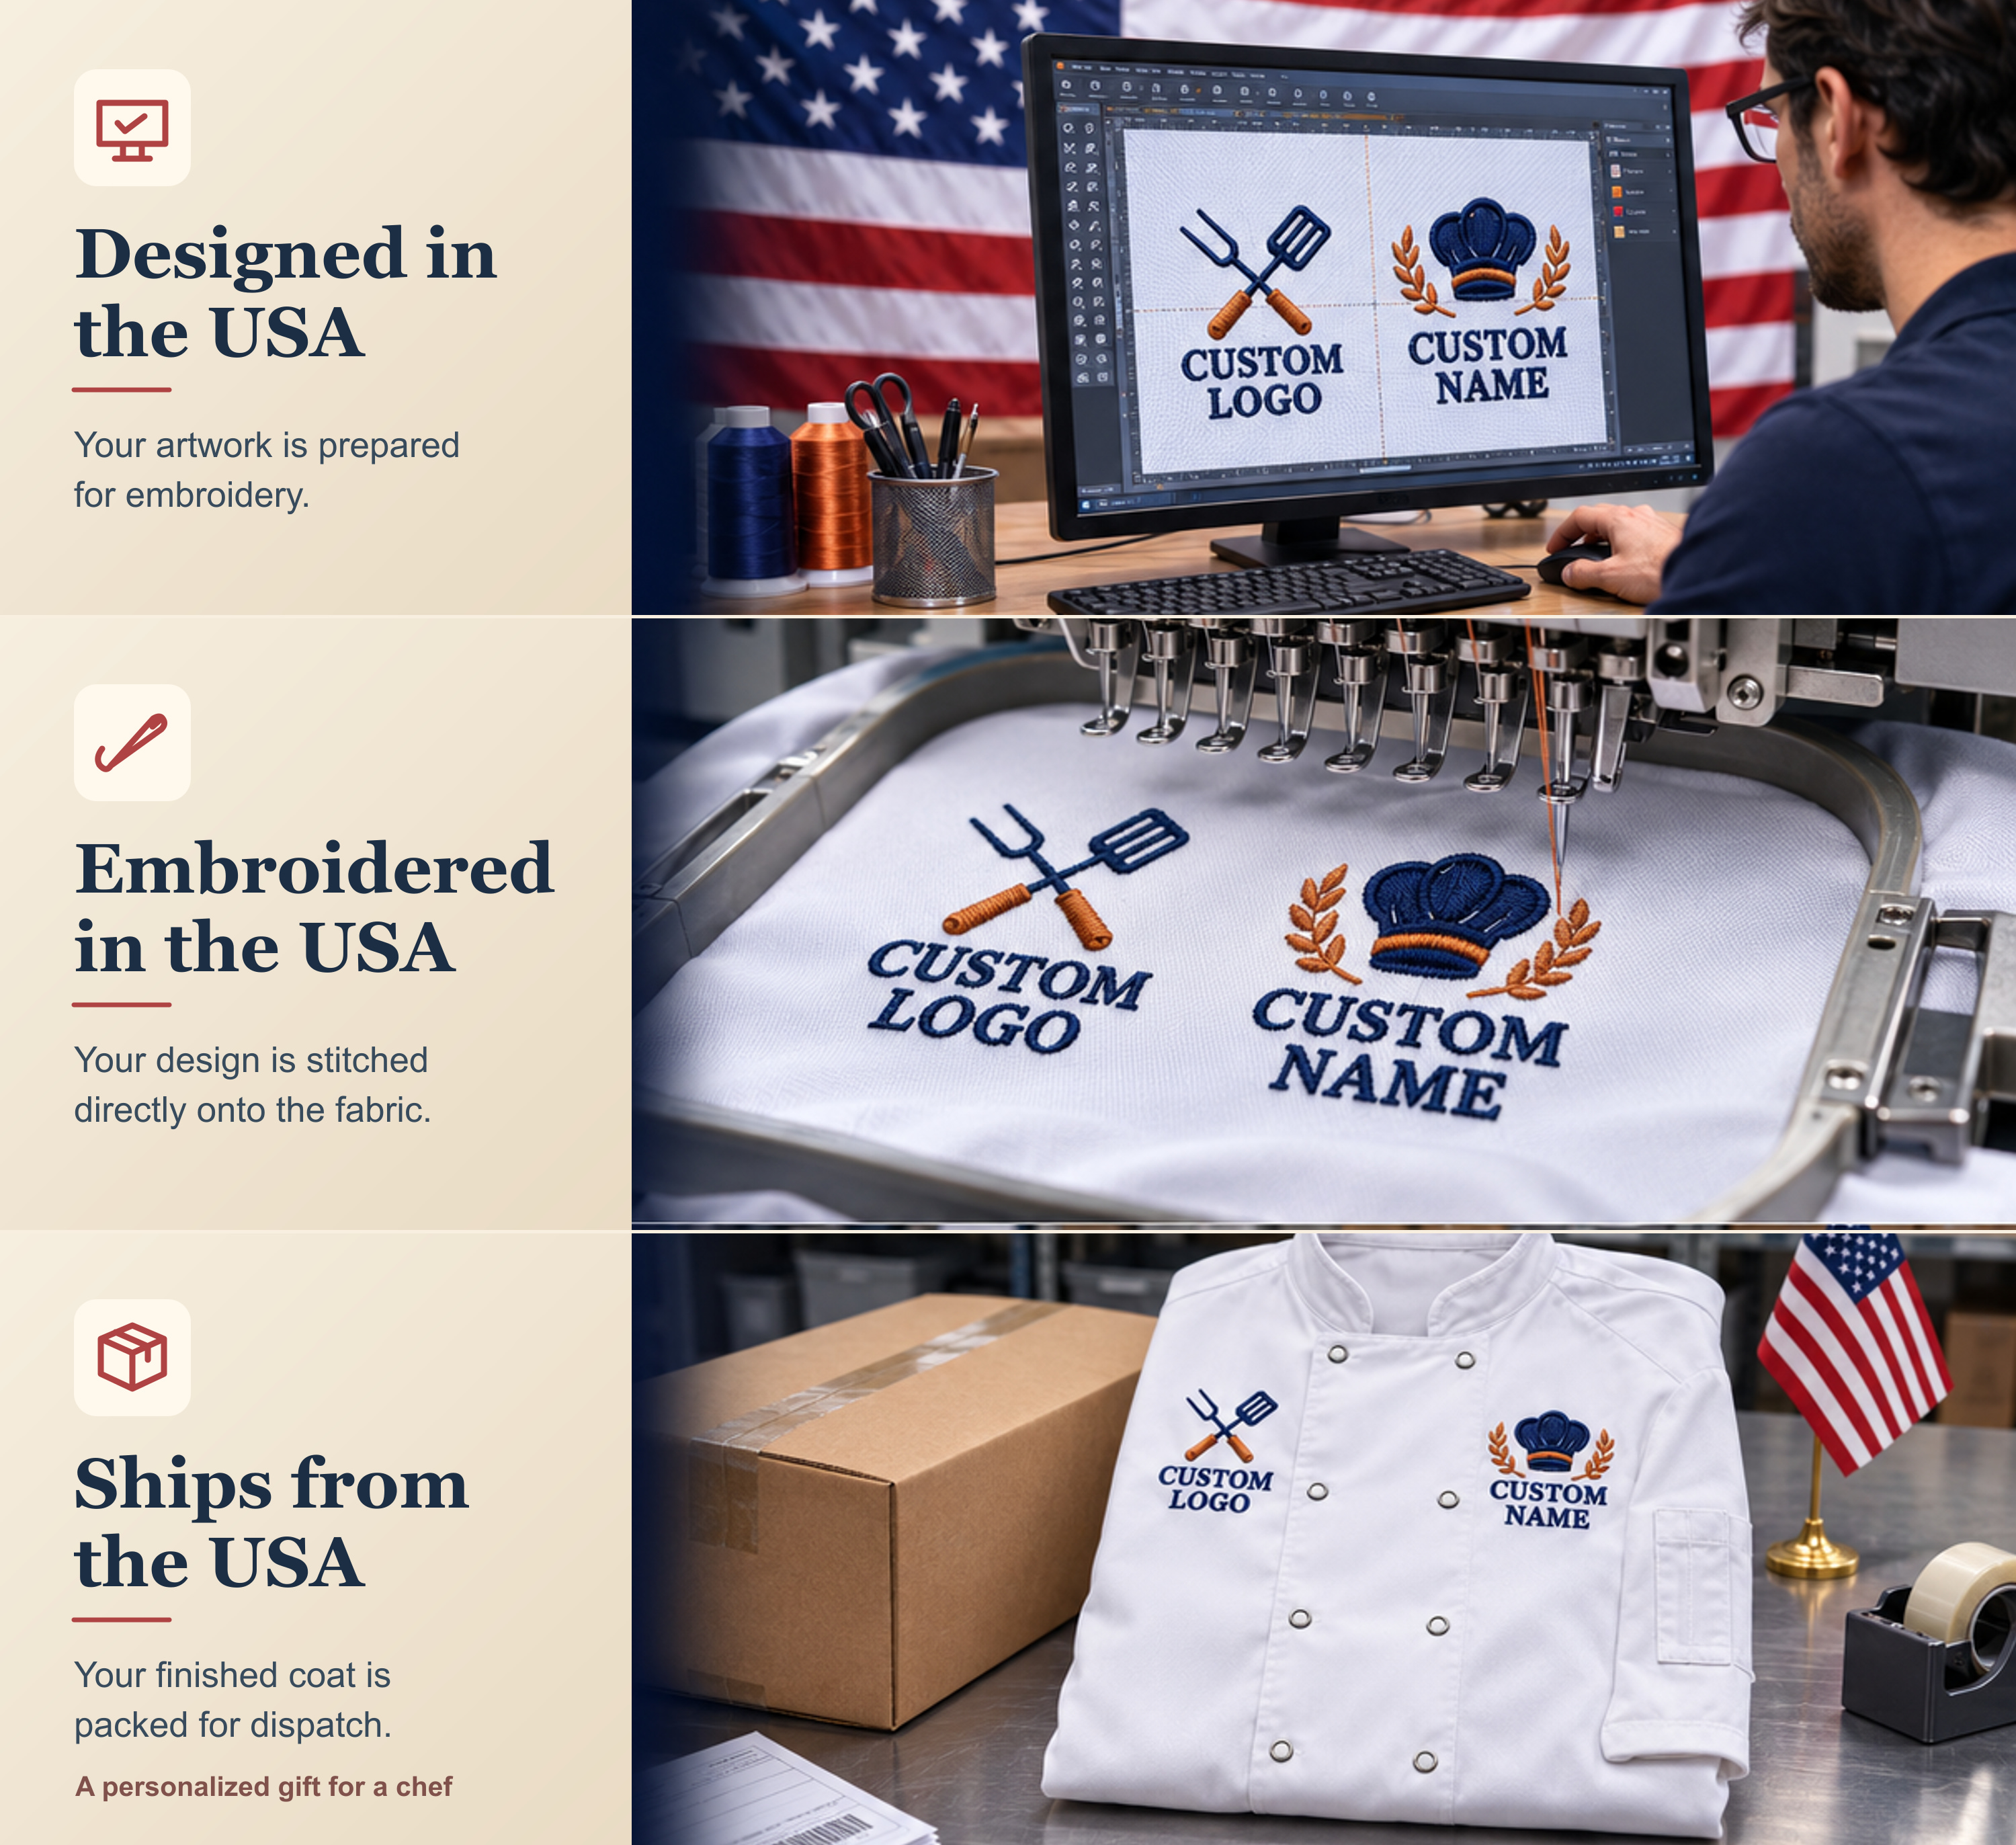 Designed in
the USA
Your artwork is prepared
for embroidery.
CUSTOM
LOGO
CUSTOM
NAME
Embroidered
in the USA
Your design is stitched
directly onto the fabric.
CUSTOM
LOGO
CUSTOM
NAME
Ships from
the USA
Your finished coat is
packed for dispatch.
A personalized gift for a chef
CUSTOM
LOGO
CUSTOM
NAME